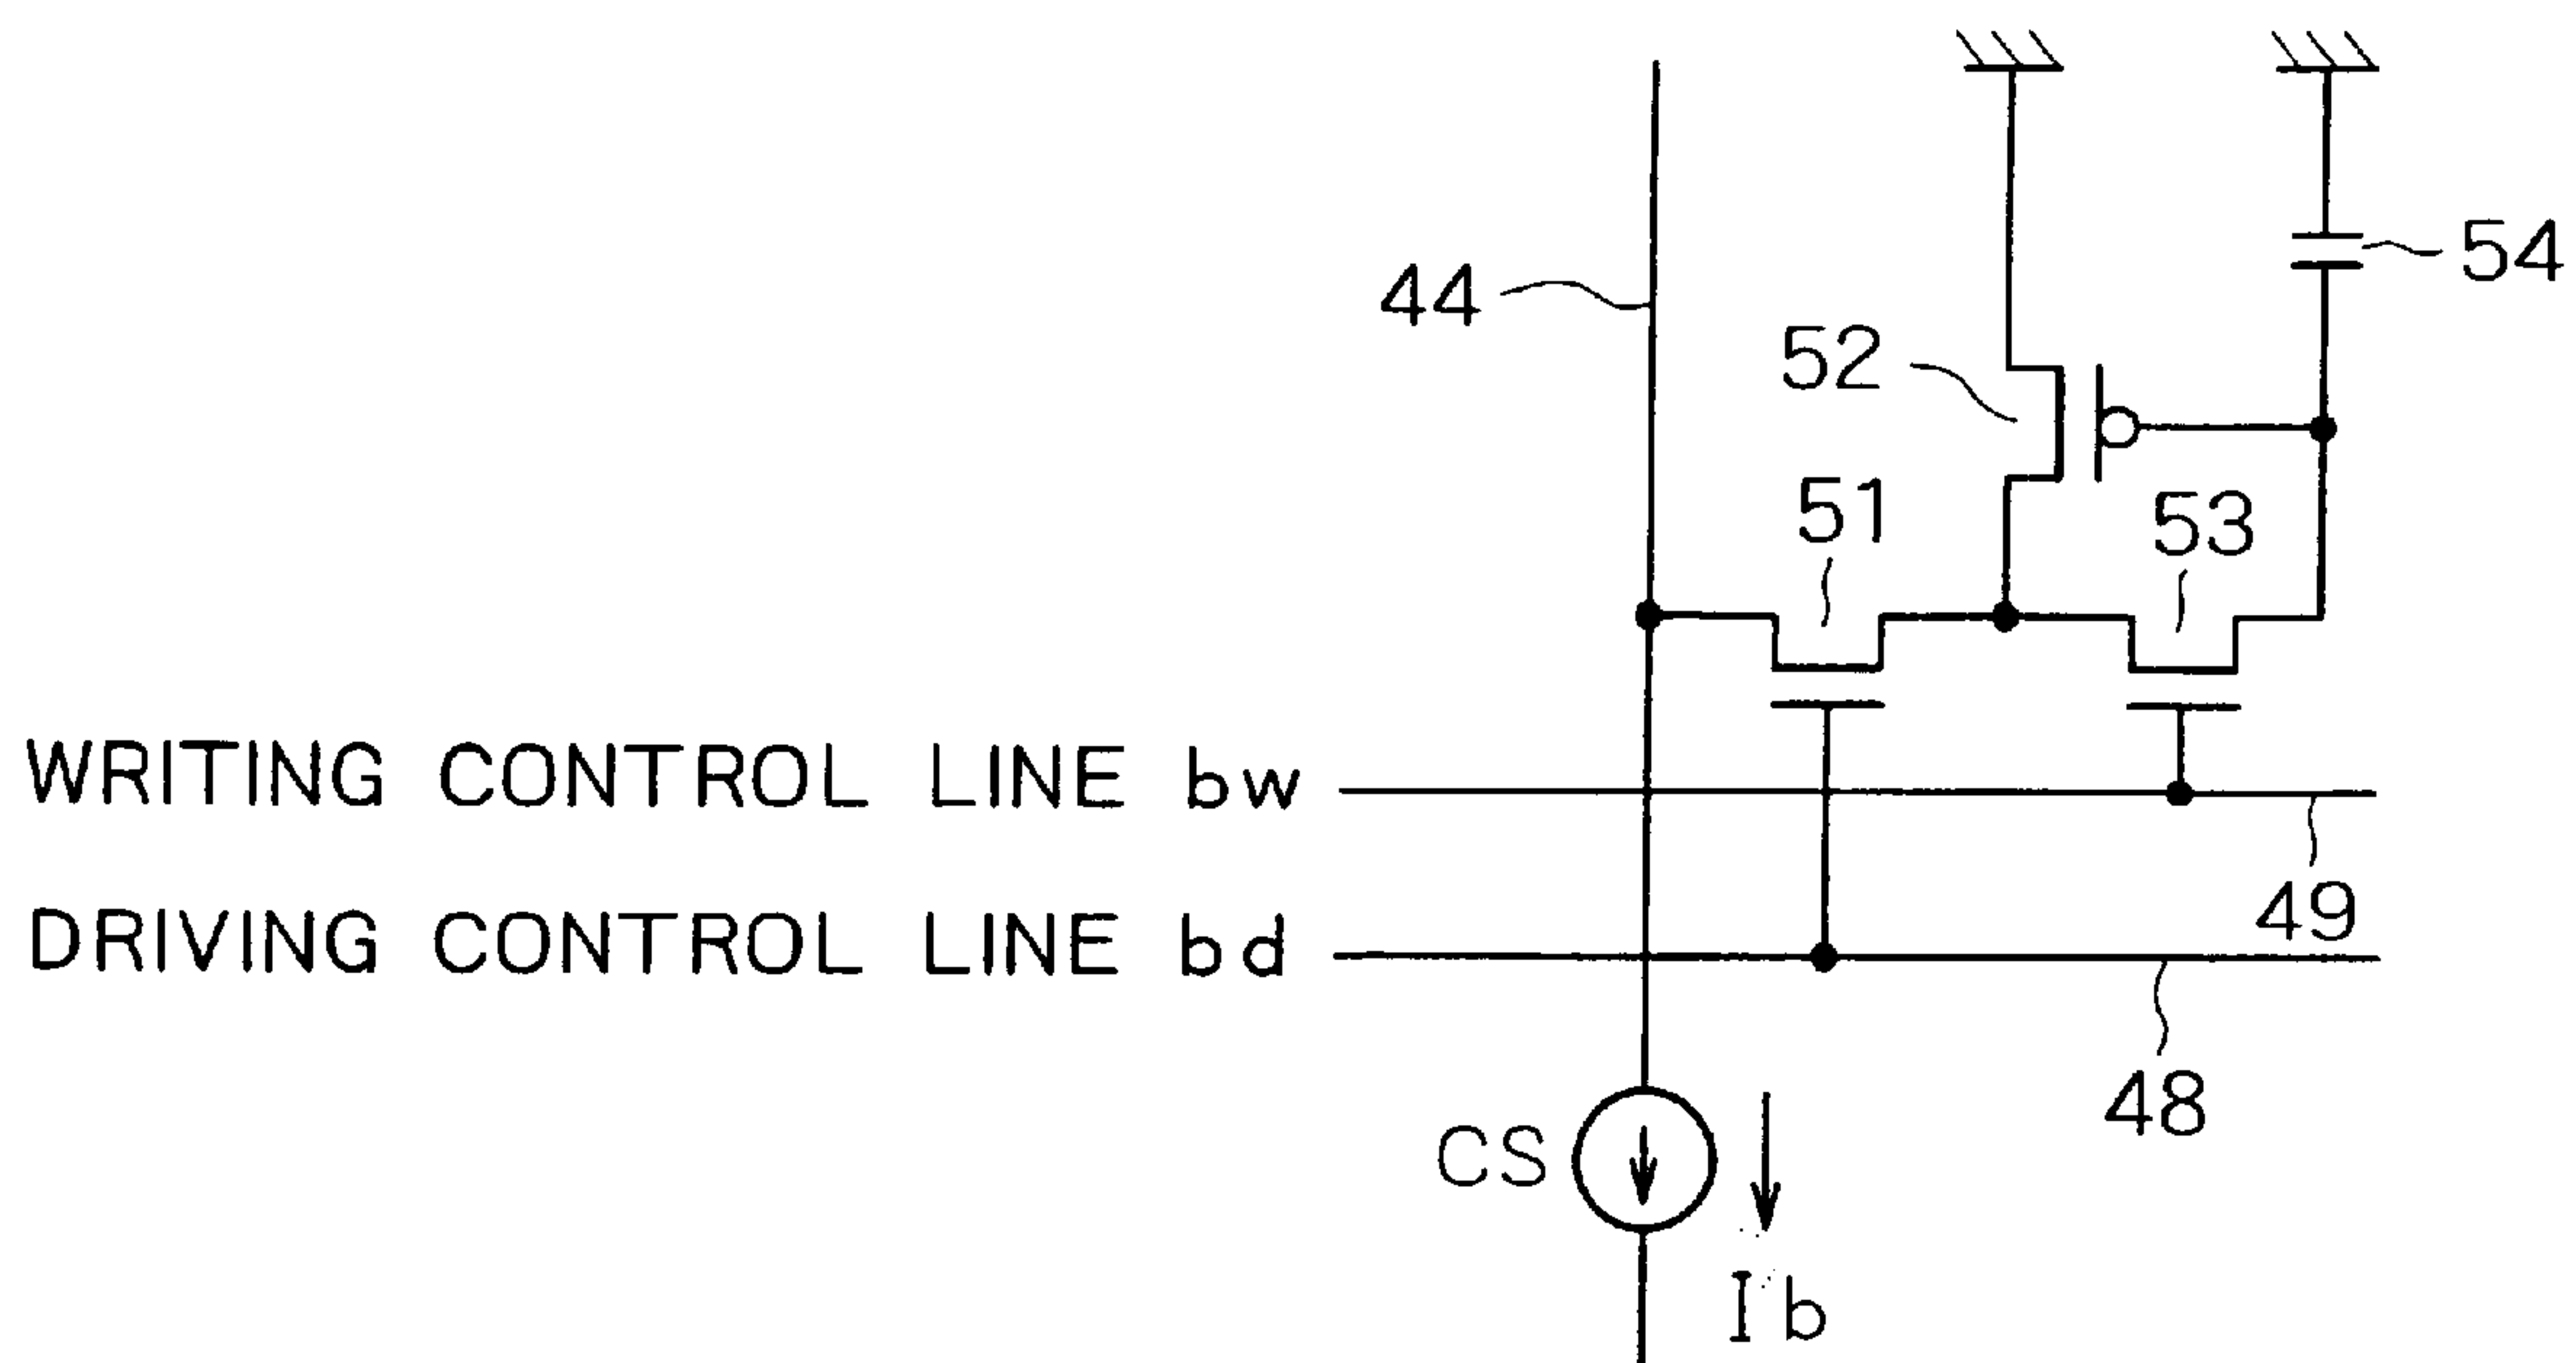 54
44
52
51
53
WRITING CONTROL LINE bw
49
DRIVING CONTROL LINE bd
48
CS
Ib